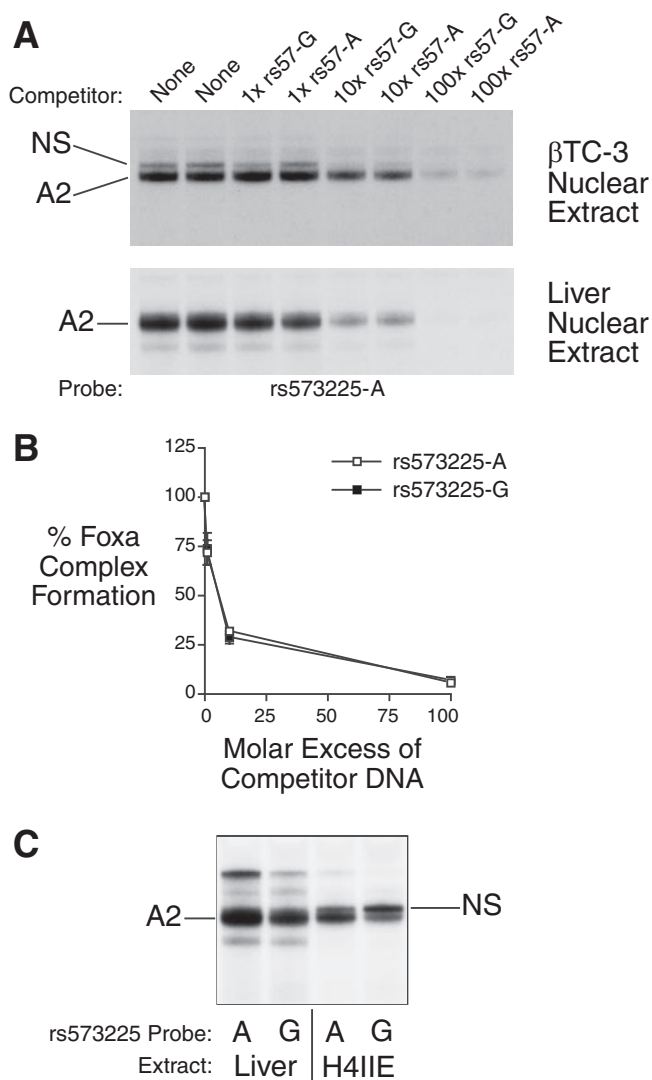 A
Competitor: None None 1x rs57-G 1x rs57-A 10x rs57-G 10x rs57-A 100x rs57-G 100x rs57-A
NS
A2
βTC-3
Nuclear
Extract
A2
Liver
Nuclear
Extract
Probe: rs573225-A
B
% Foxa
Complex
Formation
125
100
75
50
25
0
rs573225-A
rs573225-G
0 25 50 75 100
Molar Excess of
Competitor DNA
C
A2
NS
rs573225 Probe: A G A G
Extract: Liver H4IIE